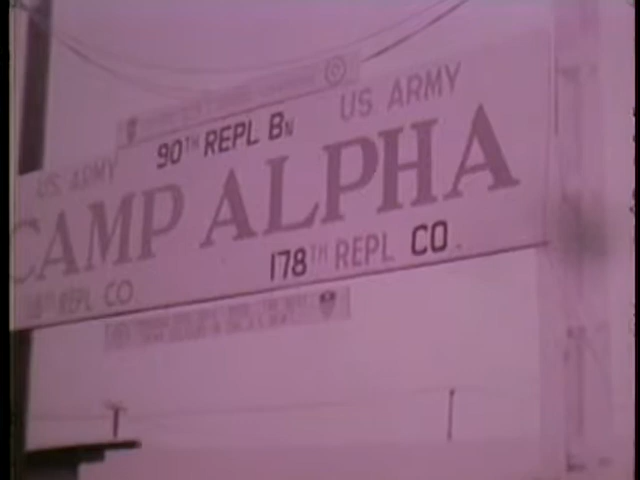 90TH REPL BN
US ARMY US ARMY
CAMP ALPHA
REPL CO 178TH REPL CO.